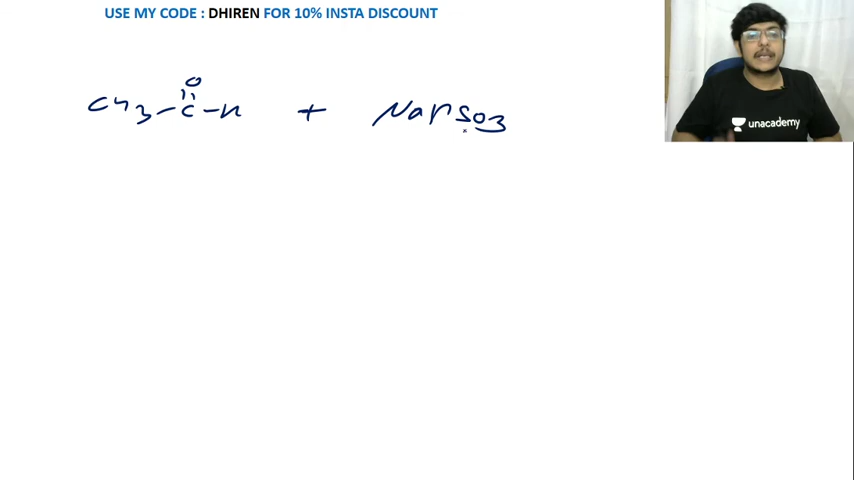 USE MY CODE : DHIREN FOR 10% INSTA DISCOUNT
O
CH3-C-H + NaHSO3
unacademy